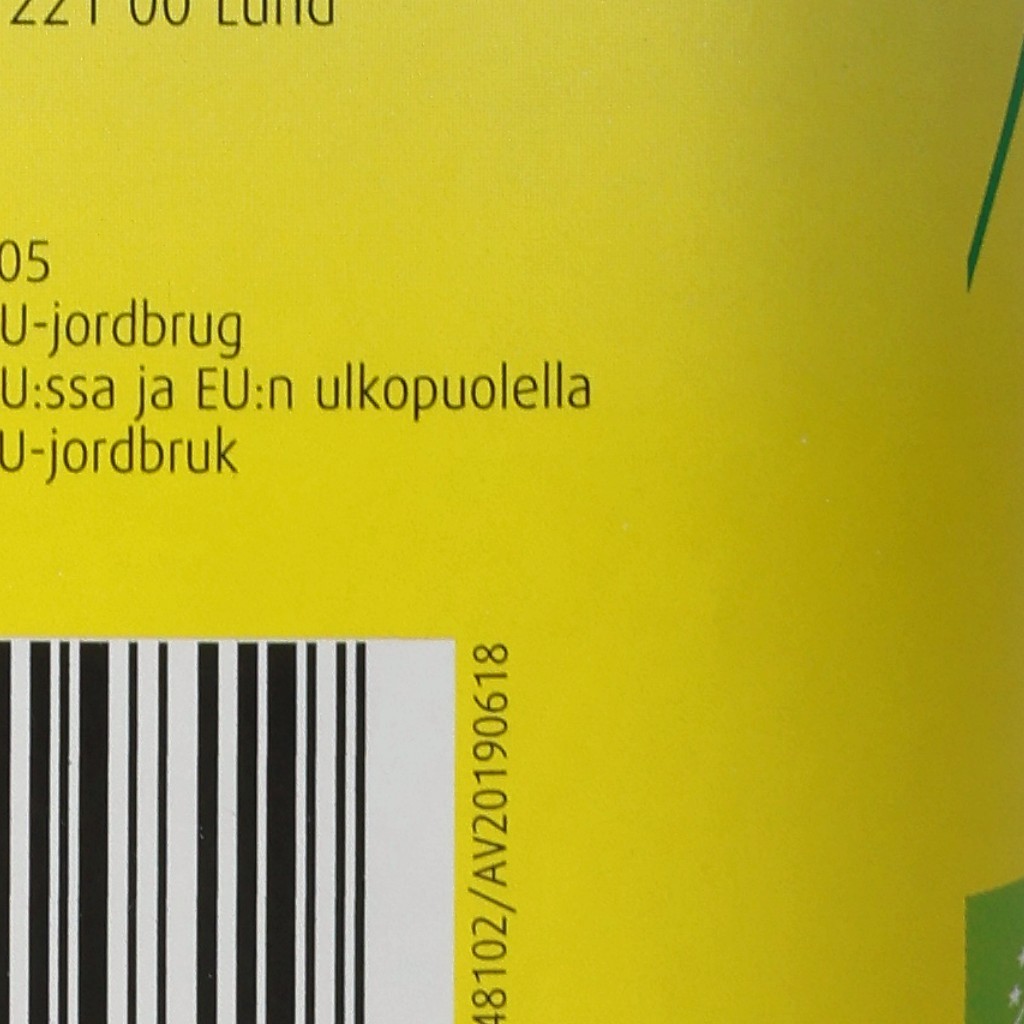 221 00 Lund
05
U-jordbrug
U:ssa ja EU:n ulkopuolella
U-jordbruk
48102/AV20190618